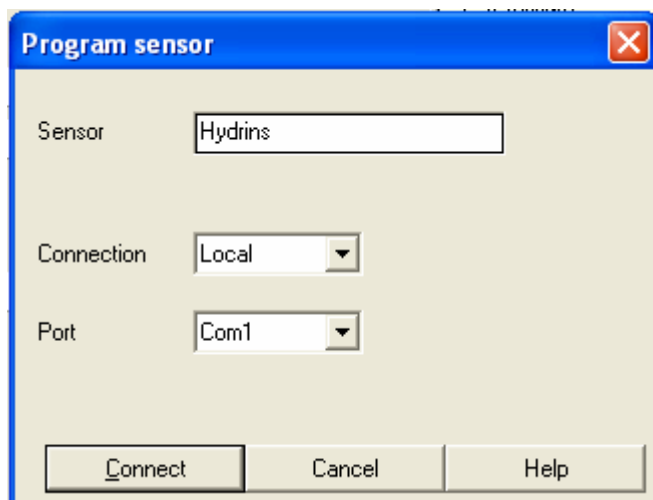 Program sensor
Sensor Hydrins
Connection Local
Port Com1
Connect Cancel Help